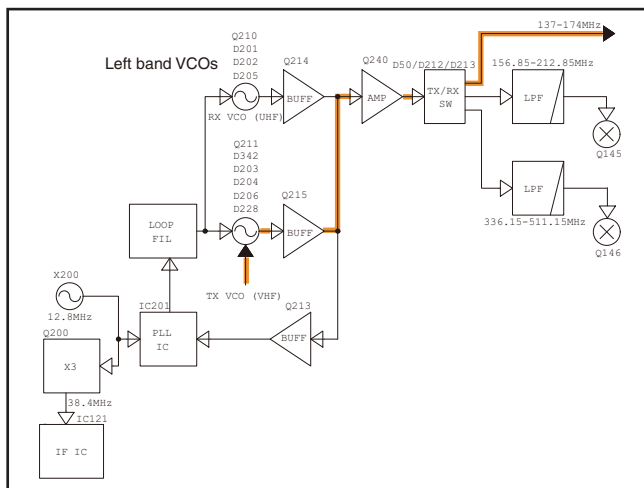 Left band VCOs
Q210
D201
D202
D205
RX VCO (UHF)
Q214
BUFF
Q240
AMP
D50/D212/D213
TX/RX
SW
137-174MHz
156.85-212.85MHz
LPF
Q145
Q211
D342
D203
D204
D206
D228
TX VCO (VHF)
Q215
BUFF
LPF
336.15-511.15MHz
Q146
LOOP
FIL
X200
12.8MHz
IC201
PLL
IC
Q213
BUFF
Q200
X3
38.4MHz
IC121
IF IC